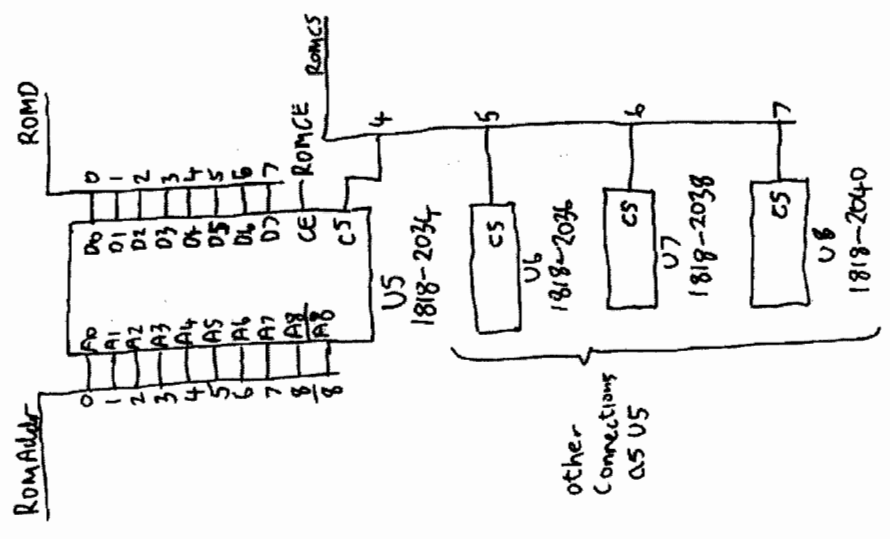 ROMAddr
ROMD
0 A0 D0 0
1 A1 D1 1
2 A2 D2 2
3 A3 D3 3
4 A4 D4 4
5 A5 D5 5
6 A6 D6 6
7 A7 D7 7
8 A8 CE ROMCE
8̅ A̅8̅ CS
ROMCS
4
U5
1818-2034
CS 5
U6
1818-2036
other
Connections
as U5
CS 6
U7
1818-2038
CS 7
U8
1818-2040